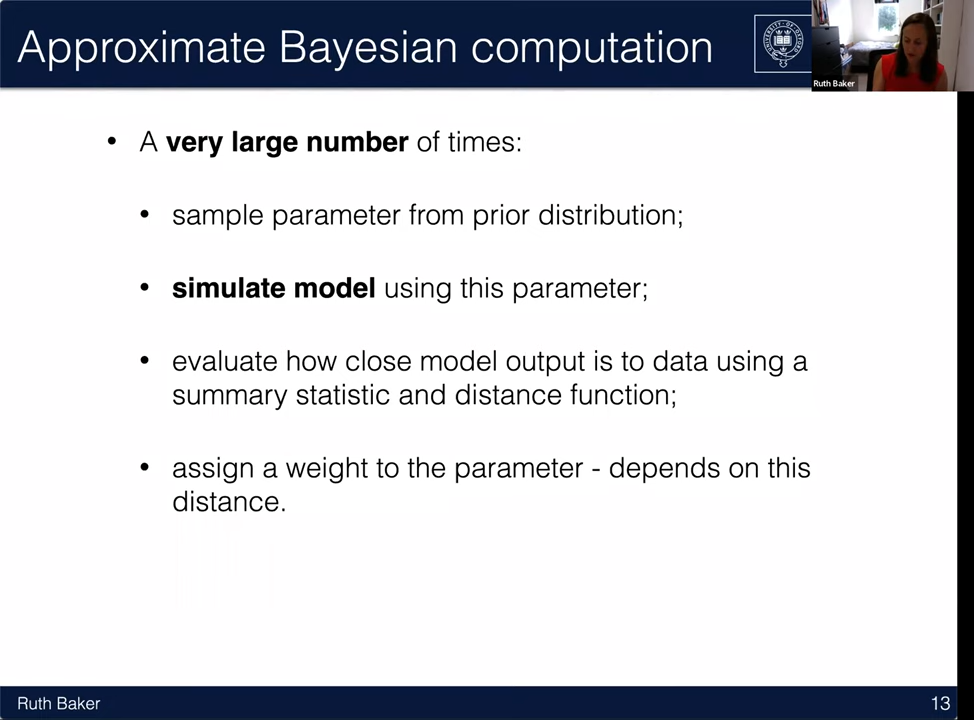 Approximate Bayesian computation
Ruth Baker
• A very large number of times:
• sample parameter from prior distribution;
• simulate model using this parameter;
• evaluate how close model output is to data using a
summary statistic and distance function;
• assign a weight to the parameter - depends on this
distance.
Ruth Baker
13